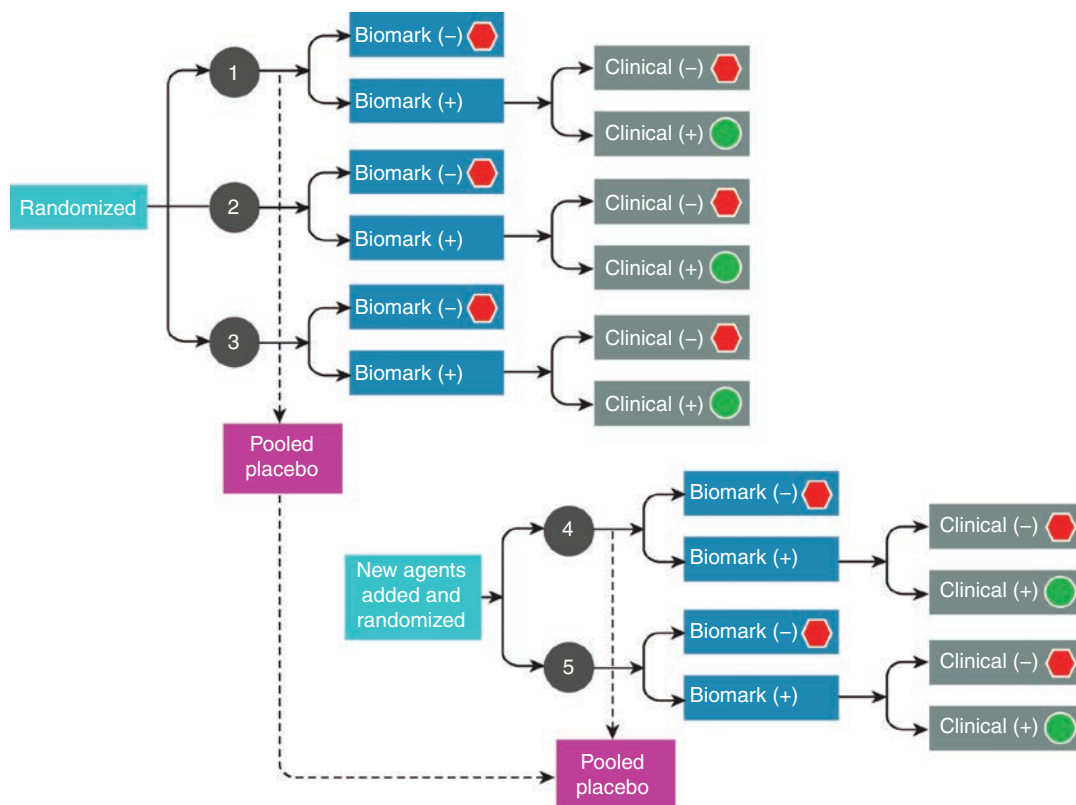 Biomark (−)
1
Clinical (−)
Biomark (+)
Clinical (+)
Biomark (−)
Randomized
2
Clinical (−)
Biomark (+)
Clinical (+)
Biomark (−)
3
Clinical (−)
Biomark (+)
Clinical (+)
Pooled
placebo
Biomark (−)
4
Clinical (−)
Biomark (+)
New agents
added and
randomized
Clinical (+)
Biomark (−)
5
Clinical (−)
Biomark (+)
Clinical (+)
Pooled
placebo